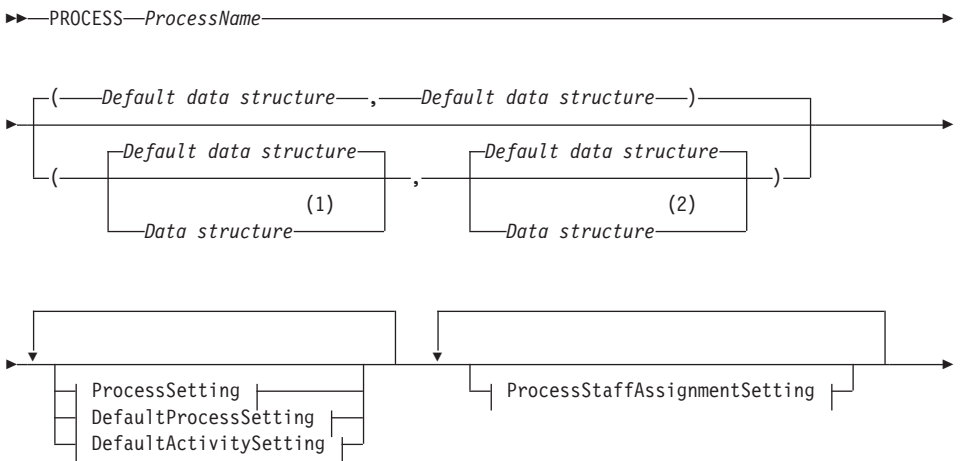 PROCESS ProcessName
( Default data structure , Default data structure )
Default data structure Default data structure
( , )
(1) (2)
Data structure Data structure
ProcessSetting ProcessStaffAssignmentSetting
DefaultProcessSetting
DefaultActivitySetting